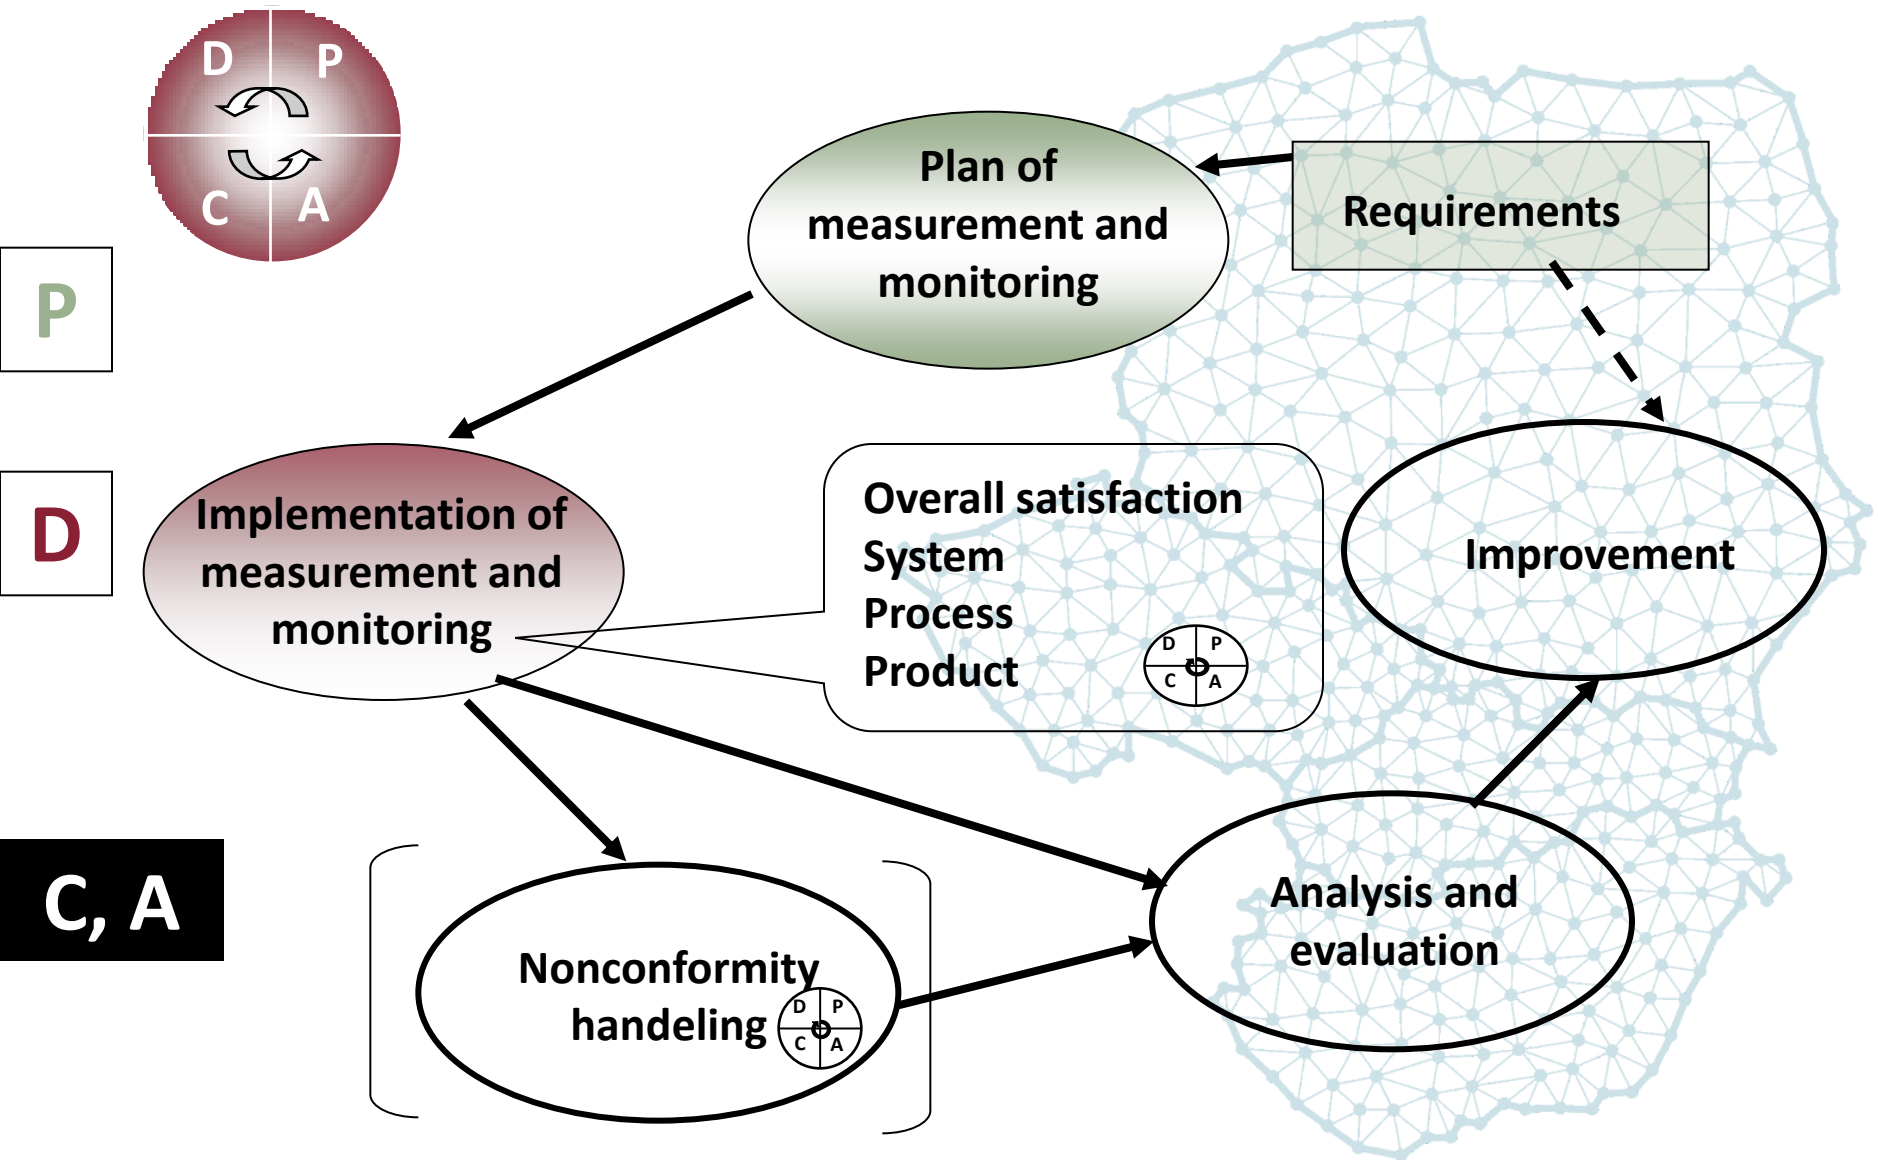 D P
C A
P
D
C, A
Plan of
measurement and
monitoring
Requirements
Implementation of
measurement and
monitoring
Overall satisfaction
System
Process
Product
D P
C A
Improvement
Nonconformity
handeling
D P
C A
Analysis and
evaluation